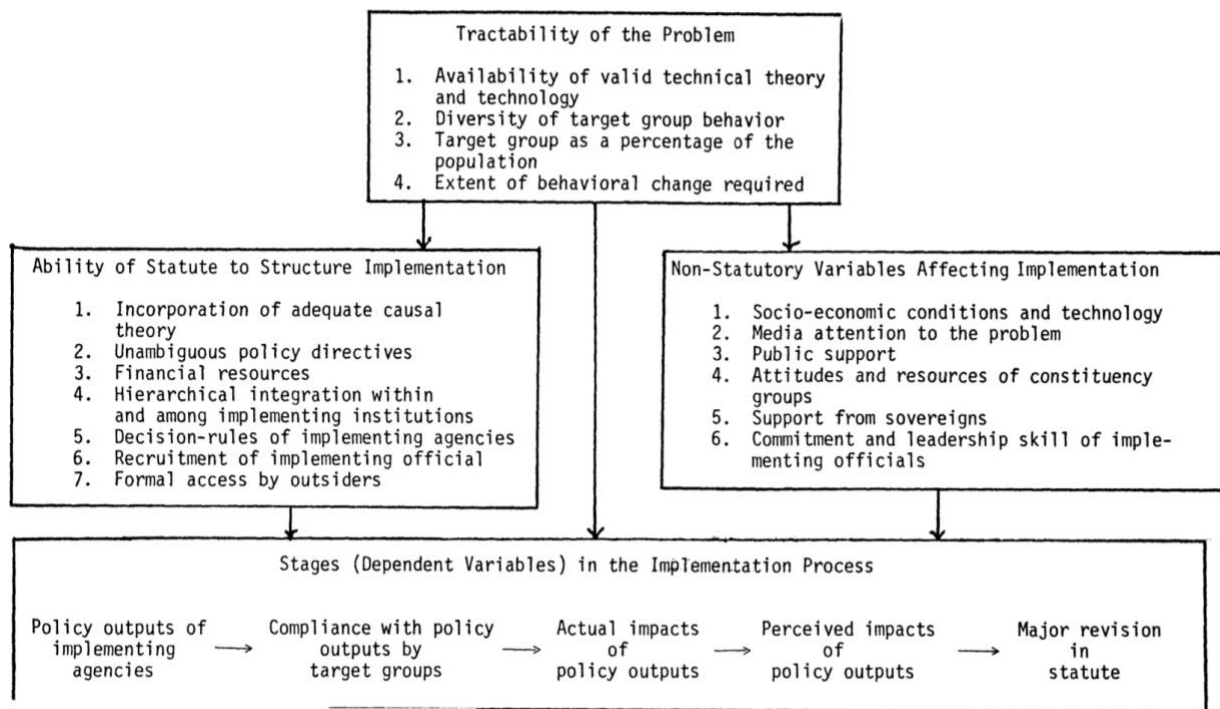 Tractability of the Problem
1. Availability of valid technical theory
and technology
2. Diversity of target group behavior
3. Target group as a percentage of the
population
4. Extent of behavioral change required
Ability of Statute to Structure Implementation
1. Incorporation of adequate causal
theory
2. Unambiguous policy directives
3. Financial resources
4. Hierarchical integration within
and among implementing institutions
5. Decision-rules of implementing agencies
6. Recruitment of implementing official
7. Formal access by outsiders
Non-Statutory Variables Affecting Implementation
1. Socio-economic conditions and technology
2. Media attention to the problem
3. Public support
4. Attitudes and resources of constituency
groups
5. Support from sovereigns
6. Commitment and leadership skill of imple-
menting officials
Stages (Dependent Variables) in the Implementation Process
Policy outputs of
implementing
agencies
Compliance with policy
outputs by
target groups
Actual impacts
of
policy outputs
Perceived impacts
of
policy outputs
Major revision
in
statute